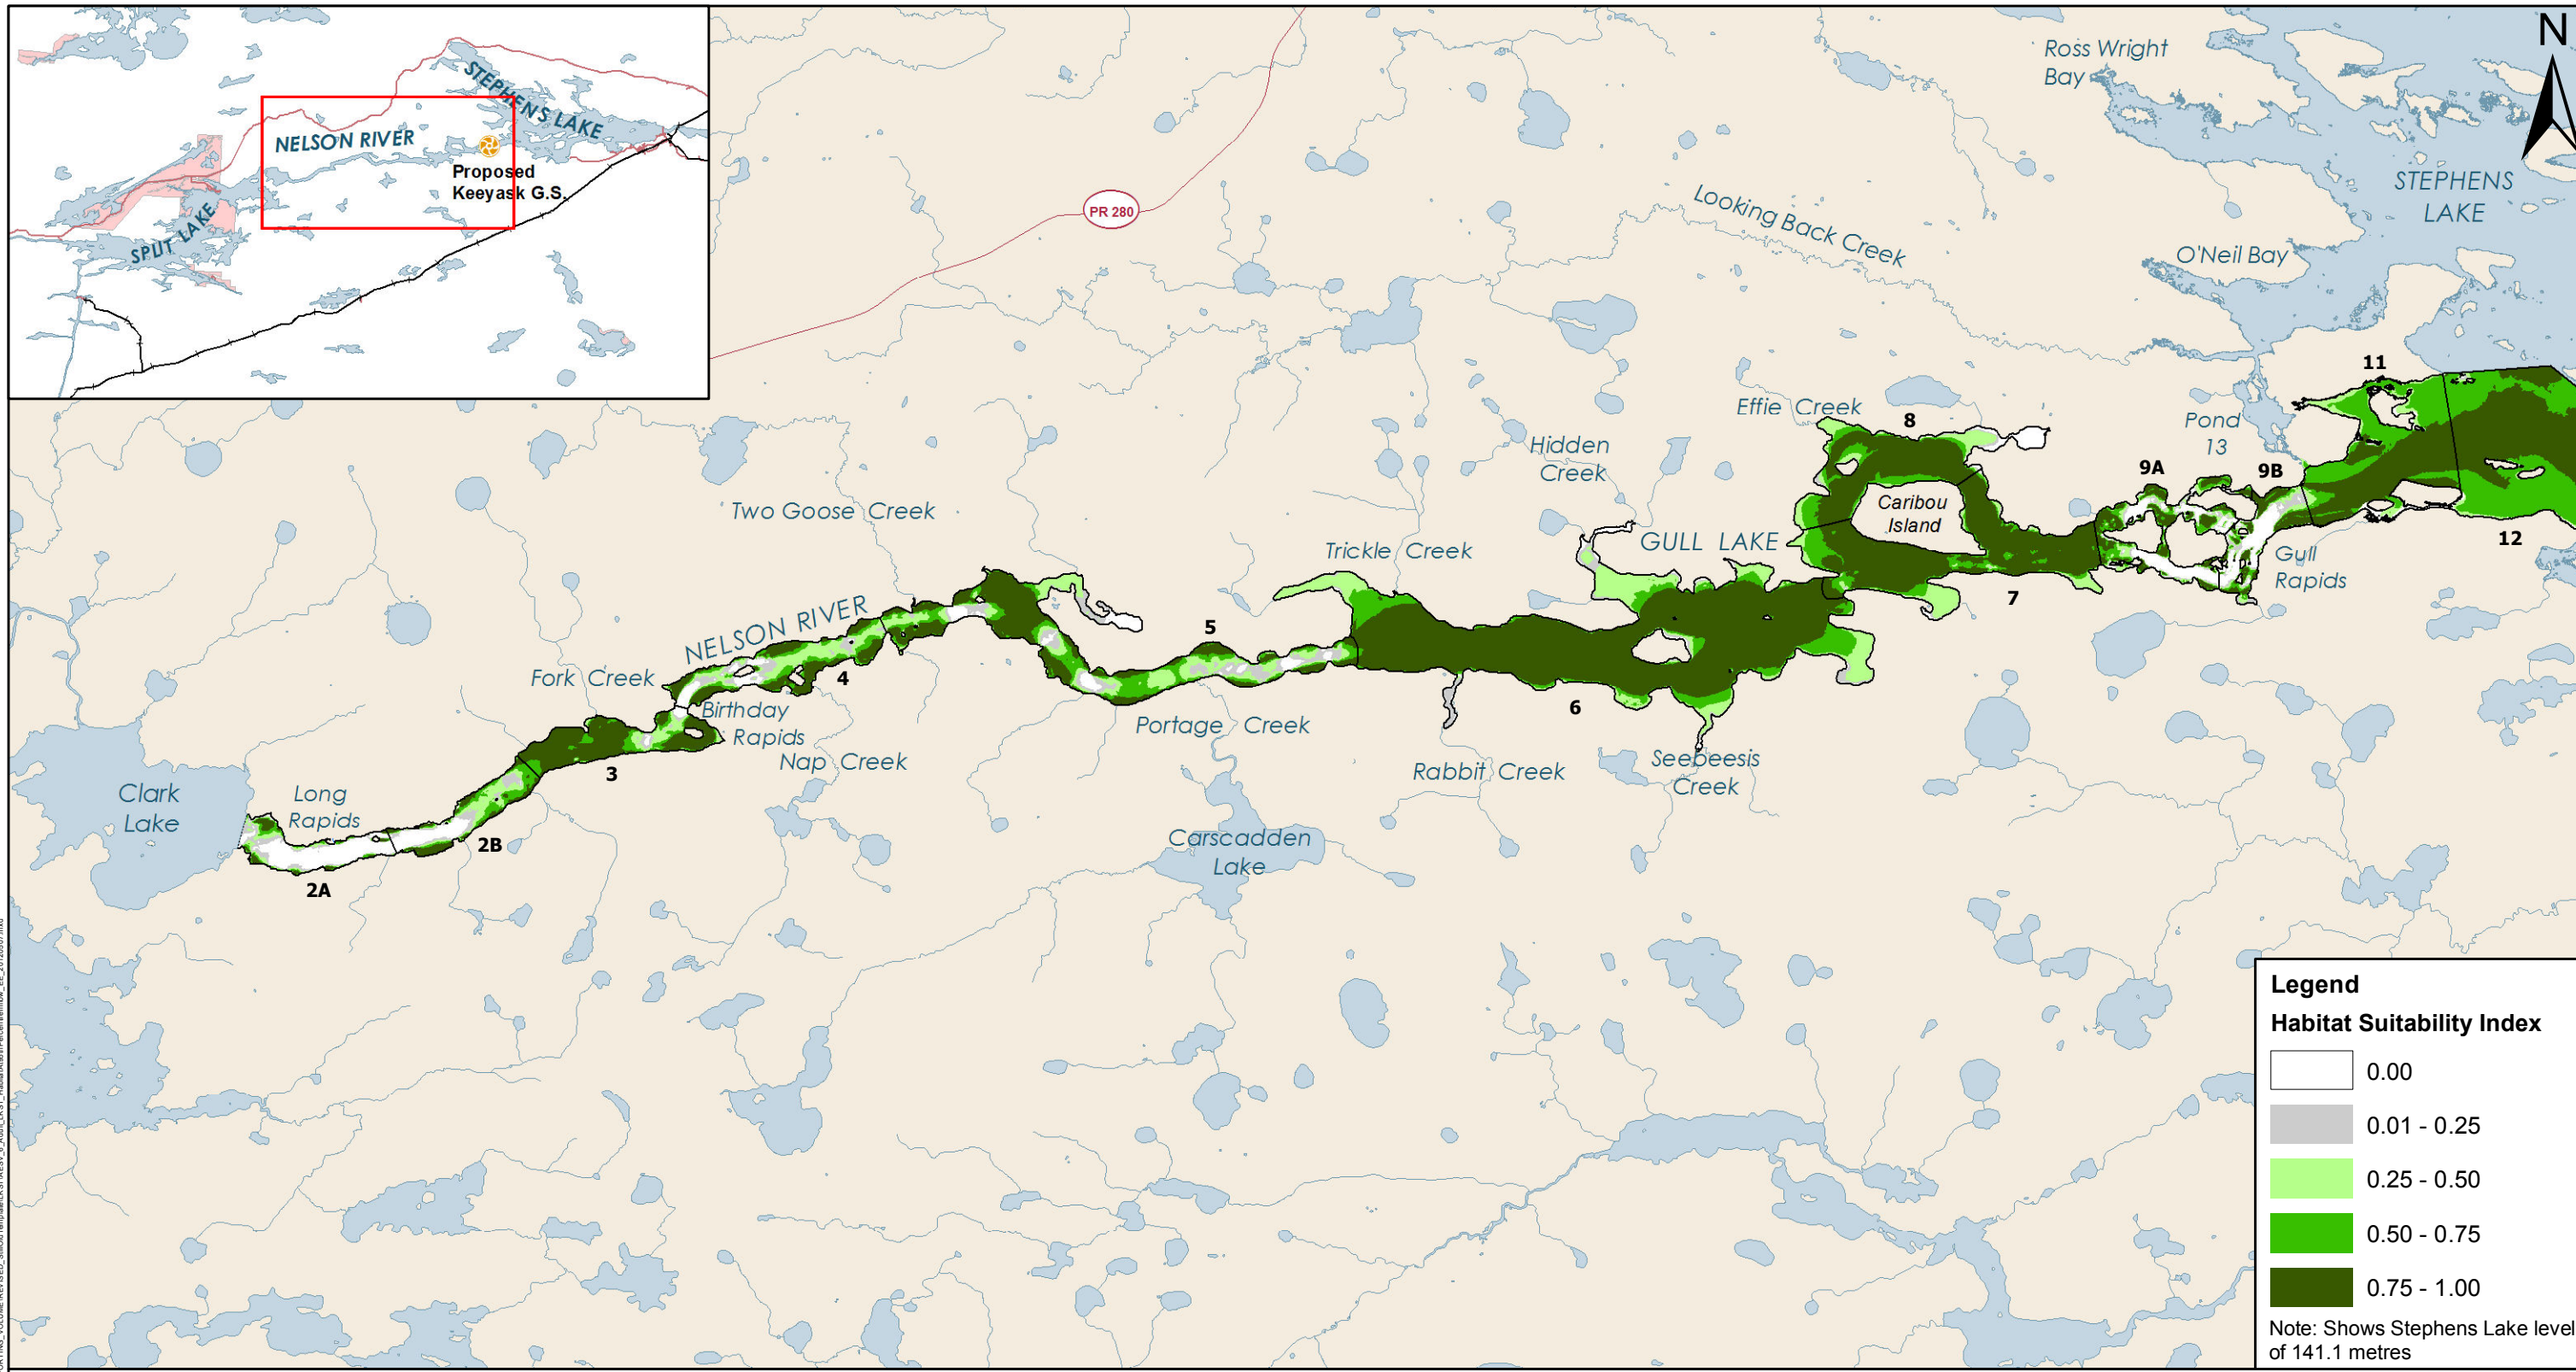 STEPHENS LAKE
NELSON RIVER
Proposed
Keeyask G.S.
SPLIT LAKE
N
Ross Wright
Bay
PR 280
STEPHENS
LAKE
Looking Back Creek
O'Neil Bay
11
Effie Creek
8
Pond
13
Hidden
Creek
9A
9B
Caribou
Island
Two Goose Creek
GULL LAKE
Trickle Creek
12
Gull
Rapids
7
NELSON RIVER
5
Fork Creek
4
Birthday
Rapids
6
Portage Creek
Nap Creek
3
Rabbit Creek
Seebeesis
Creek
Clark
Lake
Long
Rapids
2B
Carscadden
Lake
2A
Legend
Habitat Suitability Index
0.00
0.01 - 0.25
0.25 - 0.50
0.50 - 0.75
0.75 - 1.00
Note: Shows Stephens Lake level
of 141.1 metres